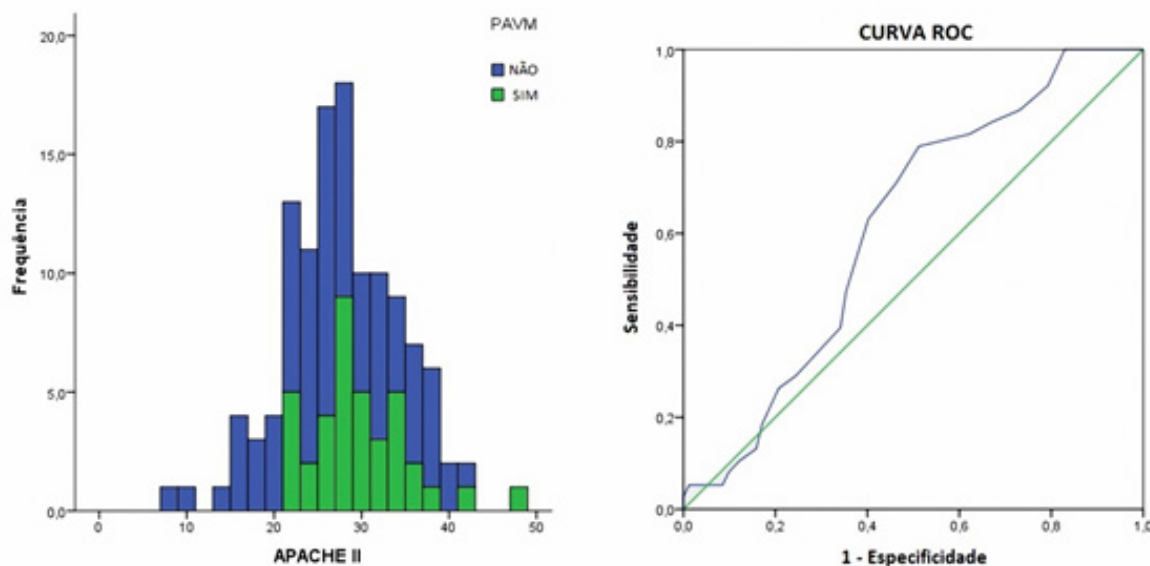 PAVM
NÃO
SIM
Frequência
20,0
15,0
10,0
5,0
0,0
0 10 20 30 40 50
APACHE II
CURVA ROC
Sensibilidade
1,0
0,8
0,6
0,4
0,2
0,0
0,0 0,2 0,4 0,6 0,8 1,0
1 - Especificidade